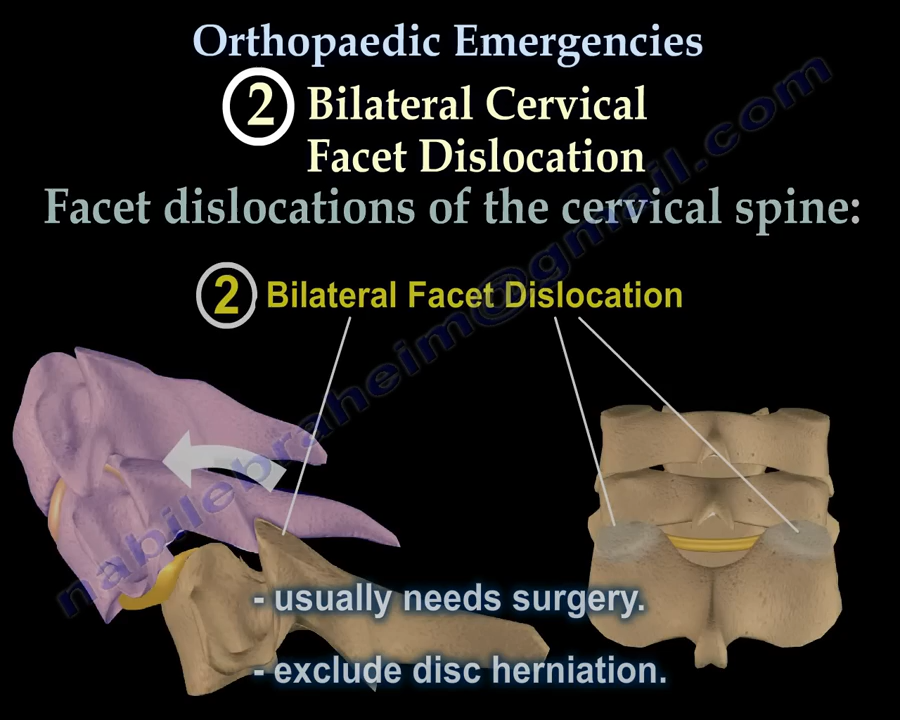 Orthopaedic Emergencies
2 Bilateral Cervical
Facet Dislocation
Facet dislocations of the cervical spine:
2 Bilateral Facet Dislocation
- usually needs surgery.
- exclude disc herniation.
nabilebraheim@gmail.com